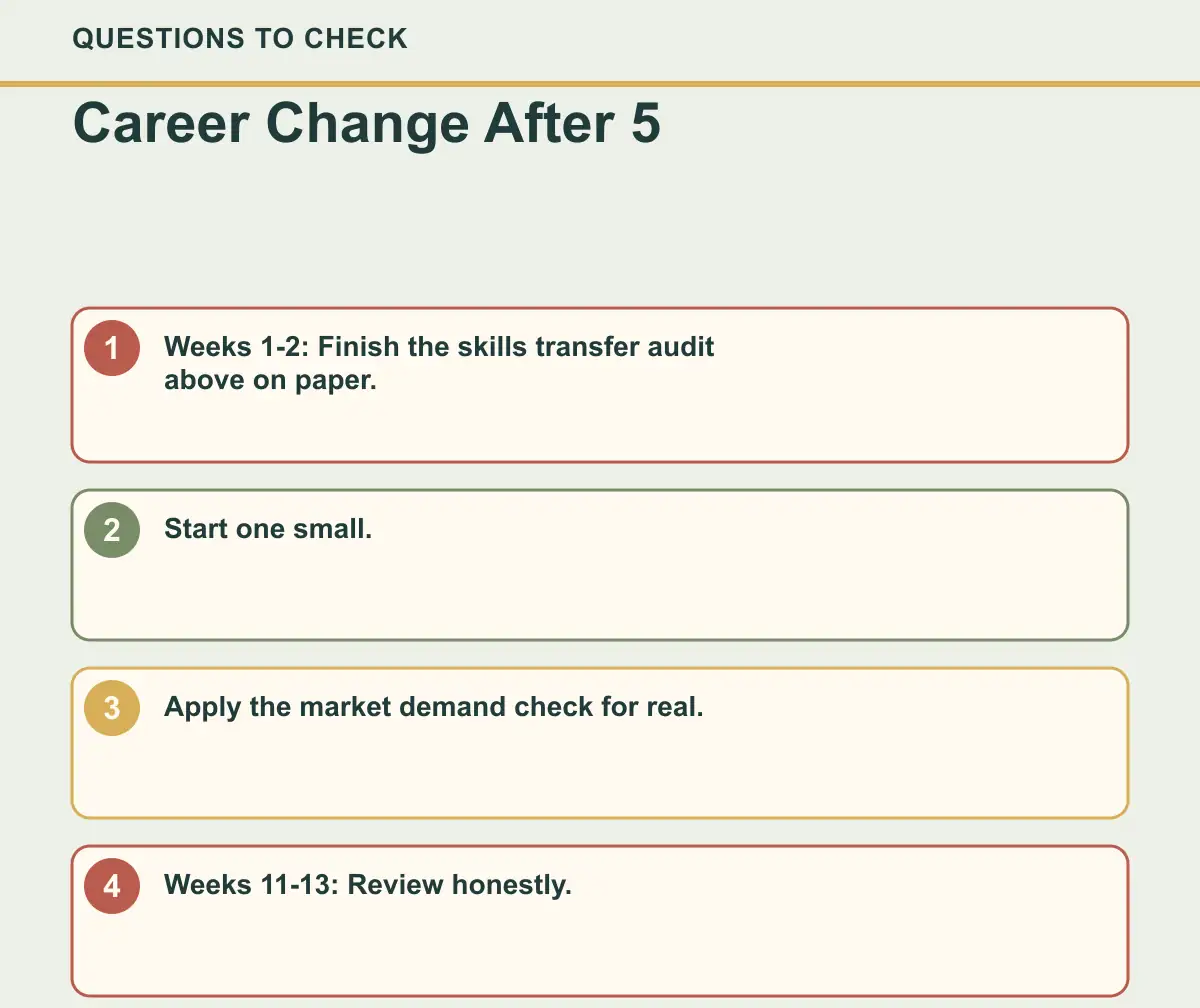 QUESTIONS TO CHECK
Career Change After 5
1
Weeks 1-2: Finish the skills transfer audit
above on paper.
2
Start one small.
3
Apply the market demand check for real.
4
Weeks 11-13: Review honestly.